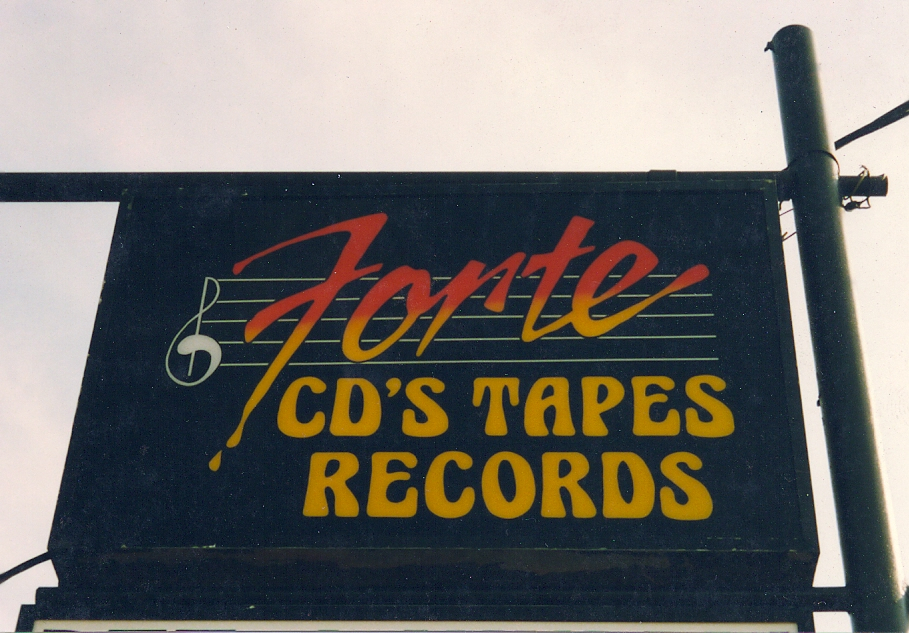 Forte
CD'S TAPES
RECORDS